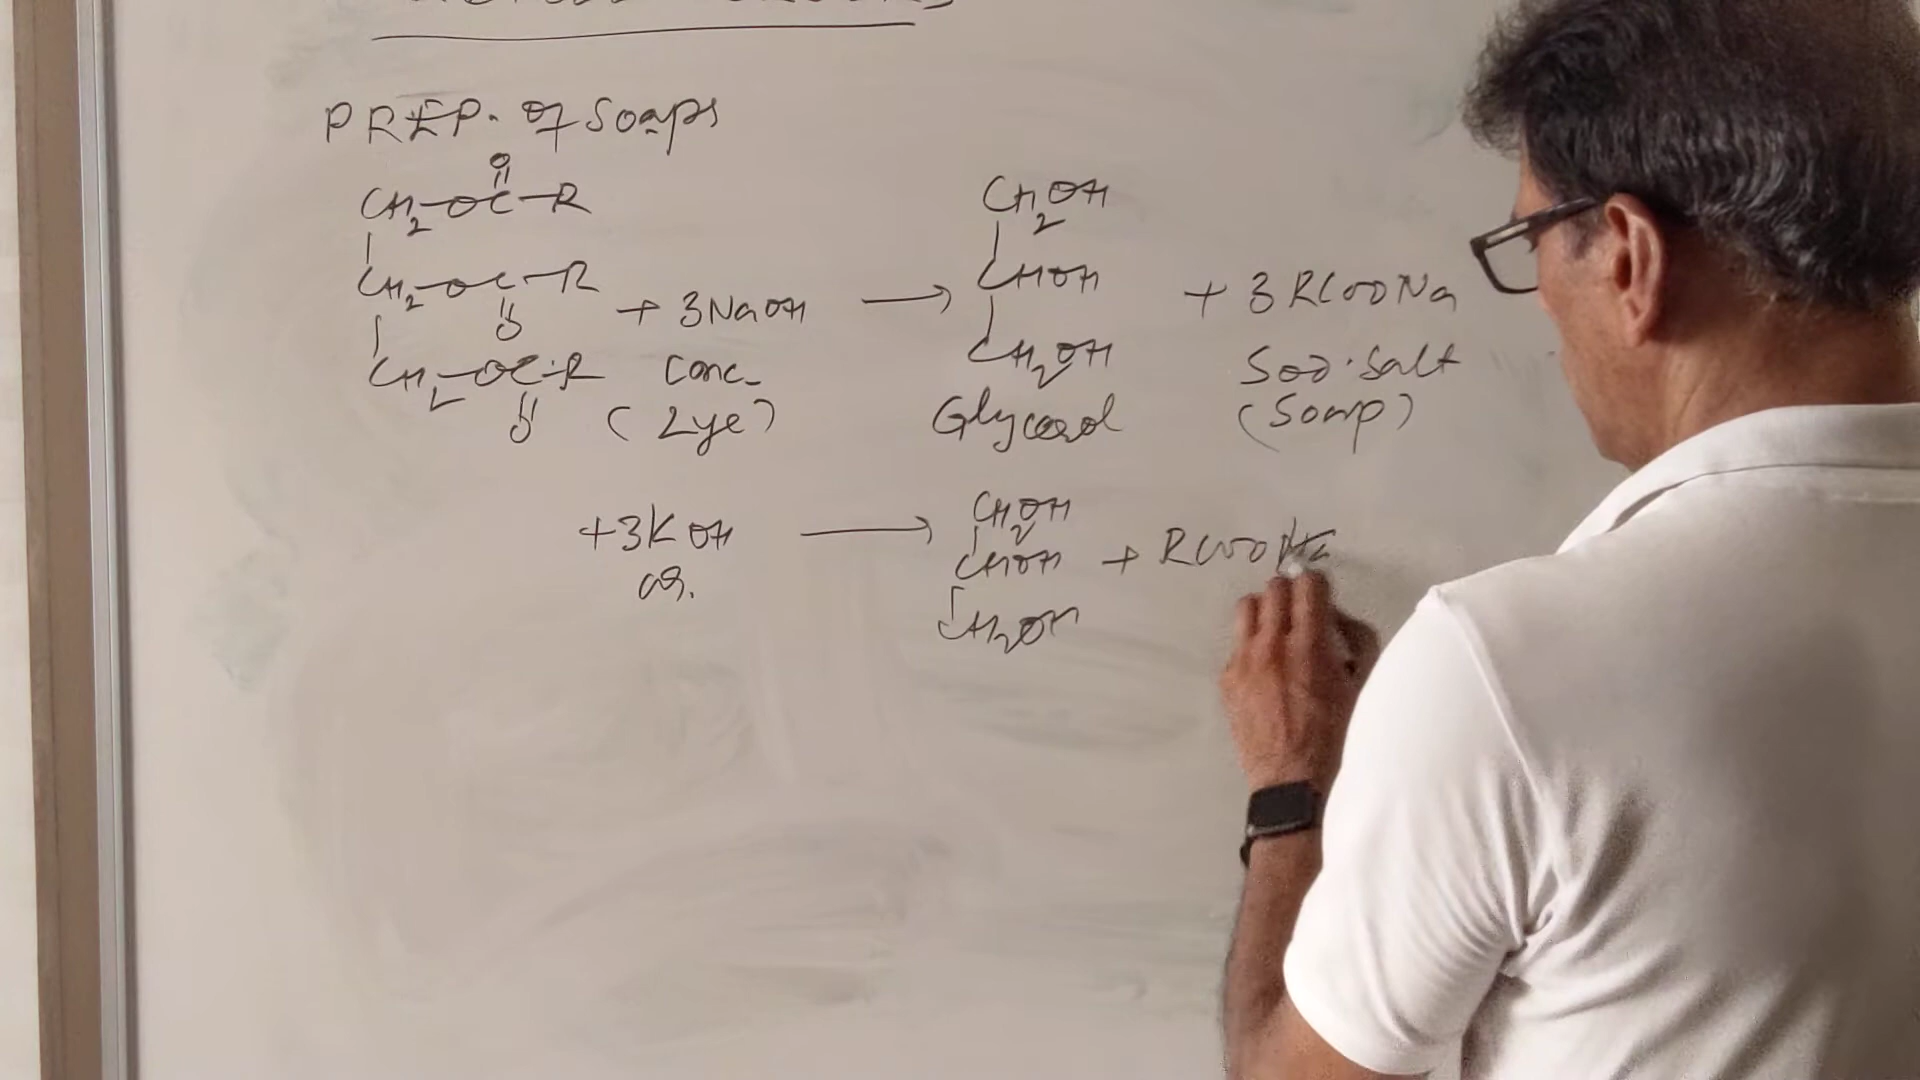 PREP. of Soaps
O
||
CH2-OC-R
CH2-OC-R
||
O
+ 3NaOH → CH2OH
CHOH
CH2OH
+ 3RCOONa
CH2-OC-R
||
O
Conc.
(Lye)
Glycerol
Sod. Salt
(Soap)
+3KOH → CH2OH
CHOH
CH2OH
+ RCOO
aq.